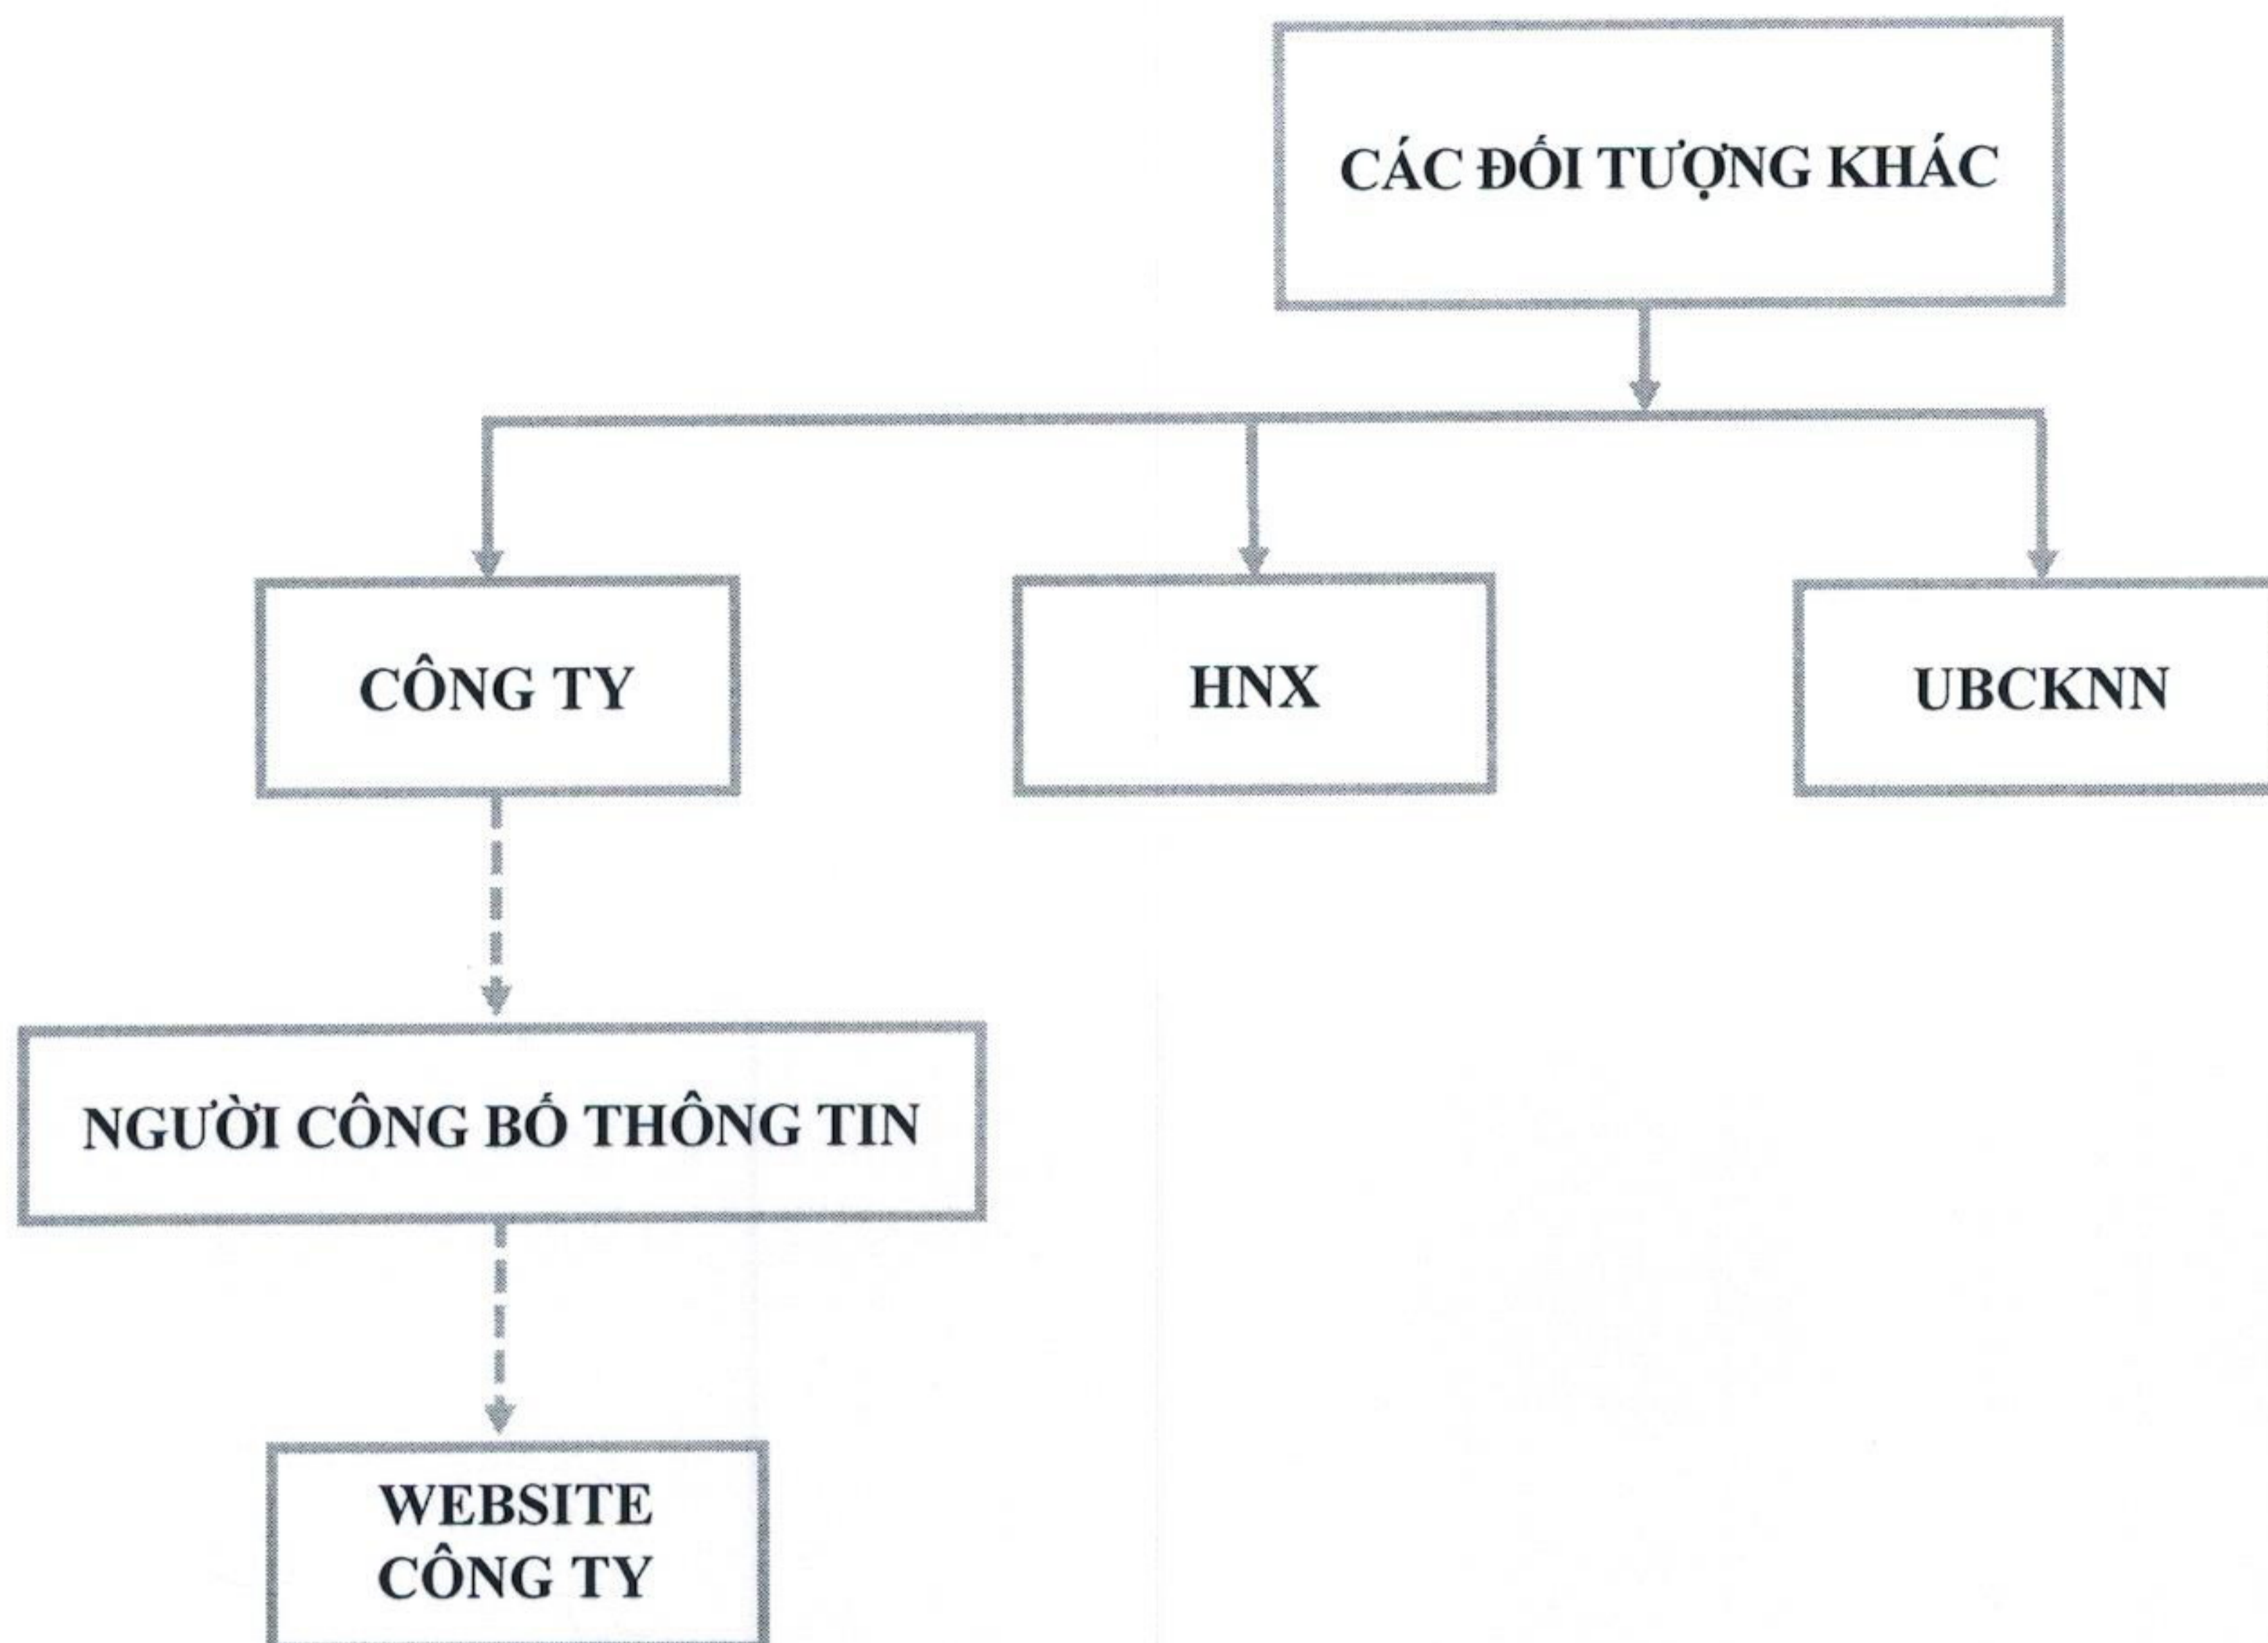 CÁC ĐỐI TƯỢNG KHÁC
CÔNG TY
HNX
UBCKNN
NGƯỜI CÔNG BỐ THÔNG TIN
WEBSITE
CÔNG TY